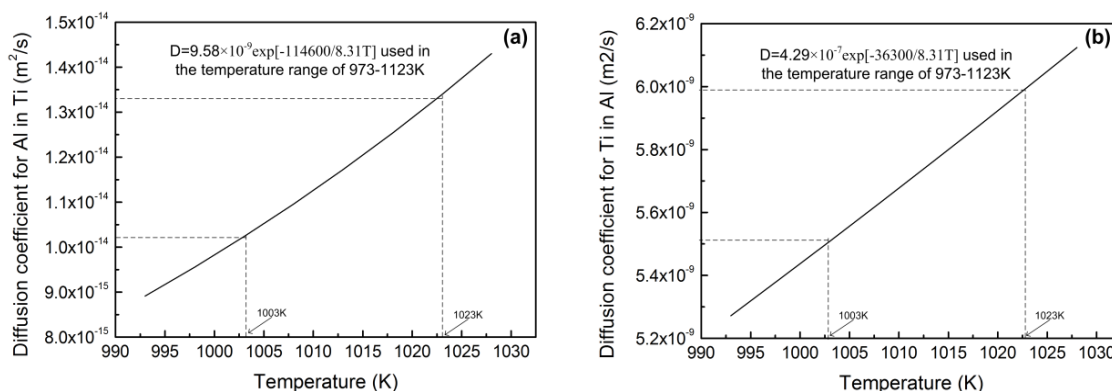 (a)
D=9.58×10⁻⁹exp[-114600/8.31T] used in
the temperature range of 973-1123K
Diffusion coefficient for Al in Ti (m²/s)
1.5x10⁻¹⁴
1.4x10⁻¹⁴
1.3x10⁻¹⁴
1.2x10⁻¹⁴
1.1x10⁻¹⁴
1.0x10⁻¹⁴
9.0x10⁻¹⁵
8.0x10⁻¹⁵
1003K
1023K
990 995 1000 1005 1010 1015 1020 1025 1030
Temperature (K)
(b)
D=4.29×10⁻⁷exp[-36300/8.31T] used in
the temperature range of 973-1123K
Diffusion coefficient for Ti in Al (m2/s)
6.2x10⁻⁹
6.0x10⁻⁹
5.8x10⁻⁹
5.6x10⁻⁹
5.4x10⁻⁹
5.2x10⁻⁹
1003K
1023K
990 995 1000 1005 1010 1015 1020 1025 1030
Temperature (K)